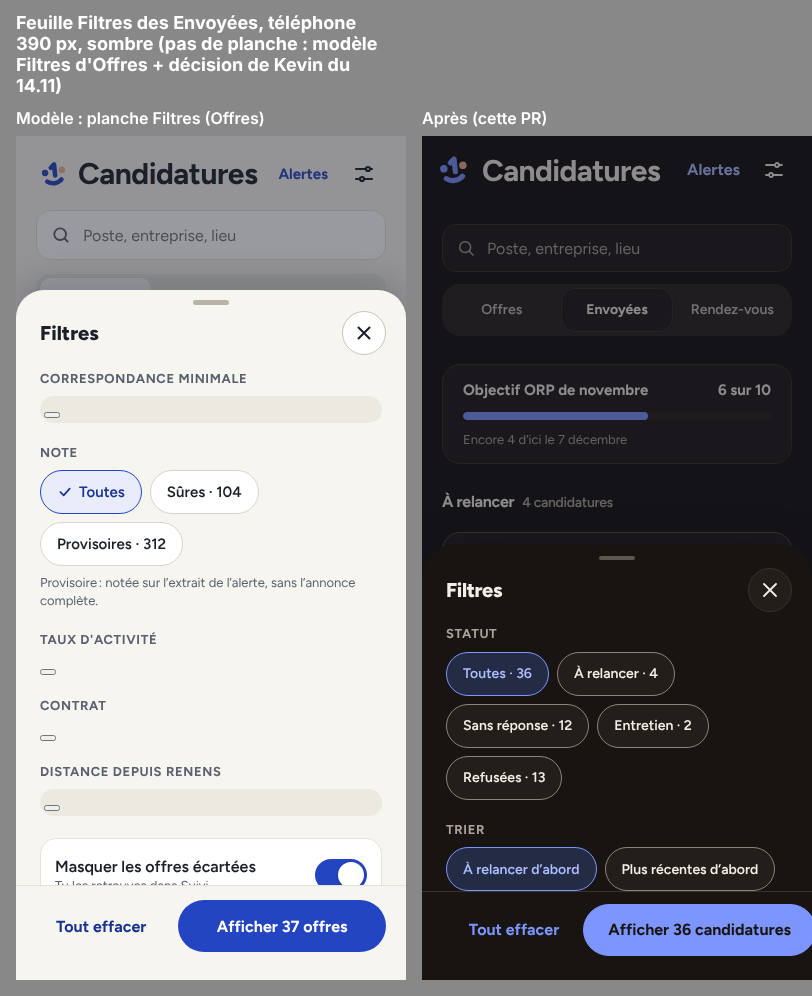 Feuille Filtres des Envoyées, téléphone
390 px, sombre (pas de planche : modèle
Filtres d'Offres + décision de Kevin du
14.11)
Modèle : planche Filtres (Offres)
Candidatures
Alertes
Poste, entreprise, lieu
Filtres
CORRESPONDANCE MINIMALE
NOTE
Toutes
Sûres · 104
Provisoires · 312
Provisoire : notée sur l’extrait de l’alerte, sans l’annonce
complète.
TAUX D'ACTIVITÉ
CONTRAT
DISTANCE DEPUIS RENENS
Masquer les offres écartées
Tu les retrouves dans Suivi
Tout effacer
Afficher 37 offres
Après (cette PR)
Candidatures
Alertes
Poste, entreprise, lieu
Offres
Envoyées
Rendez-vous
Objectif ORP de novembre
6 sur 10
Encore 4 d’ici le 7 décembre
À relancer 4 candidatures
Filtres
STATUT
Toutes · 36
À relancer · 4
Sans réponse · 12
Entretien · 2
Refusées · 13
TRIER
À relancer d’abord
Plus récentes d’abord
Tout effacer
Afficher 36 candidatures